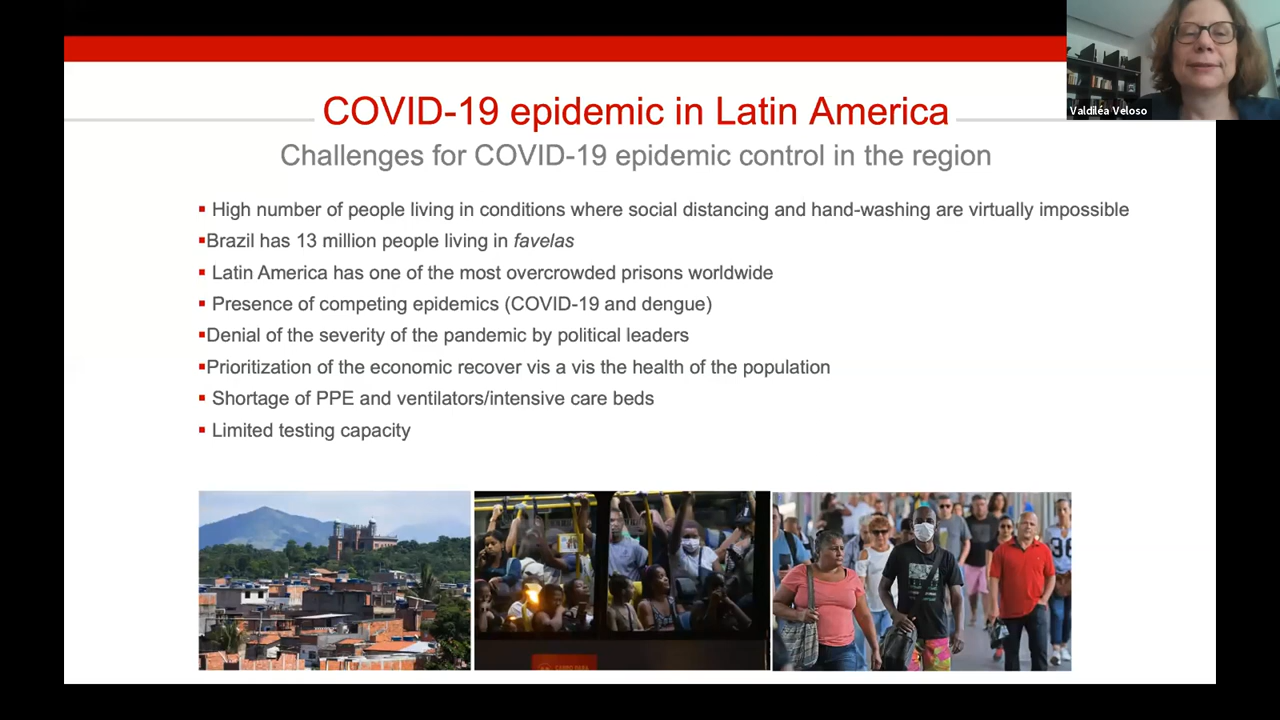 Valdiléa Veloso
COVID-19 epidemic in Latin America
Challenges for COVID-19 epidemic control in the region
▪ High number of people living in conditions where social distancing and hand-washing are virtually impossible
▪Brazil has 13 million people living in favelas
▪ Latin America has one of the most overcrowded prisons worldwide
▪ Presence of competing epidemics (COVID-19 and dengue)
▪Denial of the severity of the pandemic by political leaders
▪Prioritization of the economic recover vis a vis the health of the population
▪ Shortage of PPE and ventilators/intensive care beds
▪ Limited testing capacity